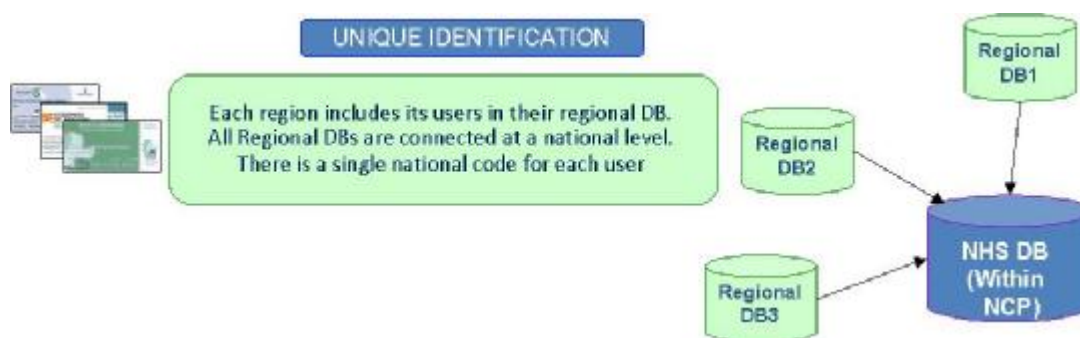 UNIQUE IDENTIFICATION
Each region includes its users in their regional DB.
All Regional DBs are connected at a national level.
There is a single national code for each user
Regional
DB1
Regional
DB2
Regional
DB3
NHS DB
(Within
NCP)